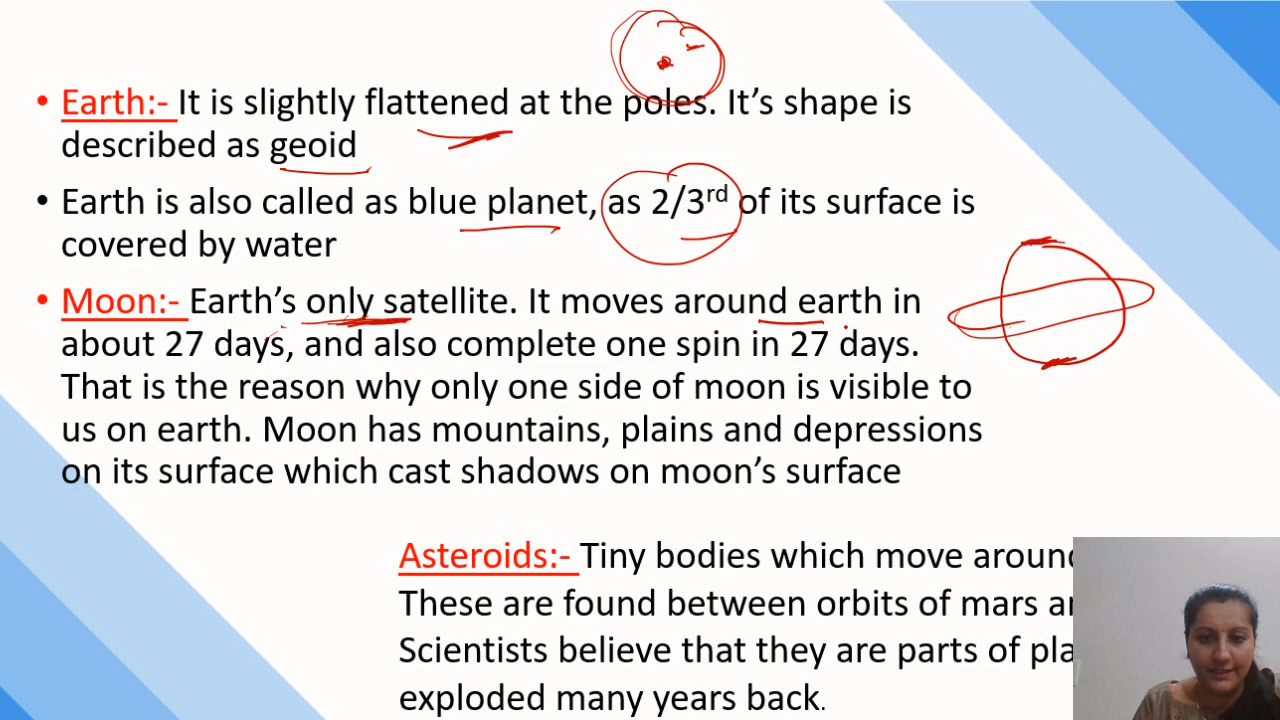 • Earth:- It is slightly flattened at the poles. It's shape is
described as geoid
• Earth is also called as blue planet, as 2/3rd of its surface is
covered by water
• Moon:- Earth's only satellite. It moves around earth in
about 27 days, and also complete one spin in 27 days.
That is the reason why only one side of moon is visible to
us on earth. Moon has mountains, plains and depressions
on its surface which cast shadows on moon's surface
Asteroids:- Tiny bodies which move around
These are found between orbits of mars
Scientists believe that they are parts of
exploded many years back.